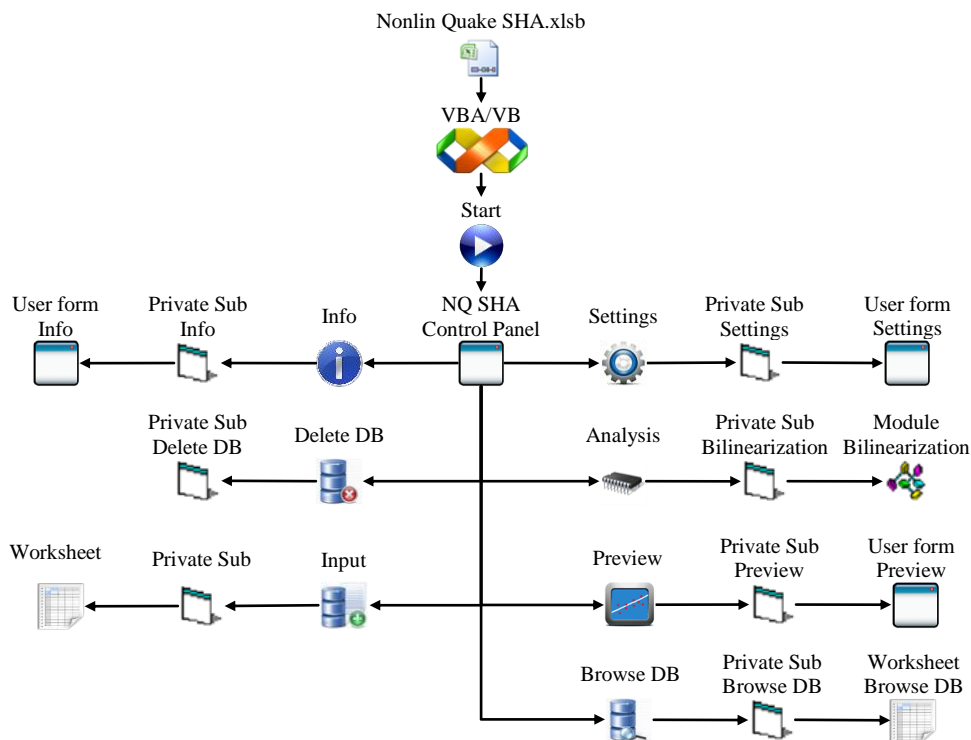 Nonlin Quake SHA.xlsb
VBA/VB
Start
User form
Info
Private Sub
Info
Info
NQ SHA
Control Panel
Settings
Private Sub
Settings
User form
Settings
Private Sub
Delete DB
Delete DB
Analysis
Private Sub
Bilinearization
Module
Bilinearization
Worksheet
Private Sub
Input
Preview
Private Sub
Preview
User form
Preview
Browse DB
Private Sub
Browse DB
Worksheet
Browse DB